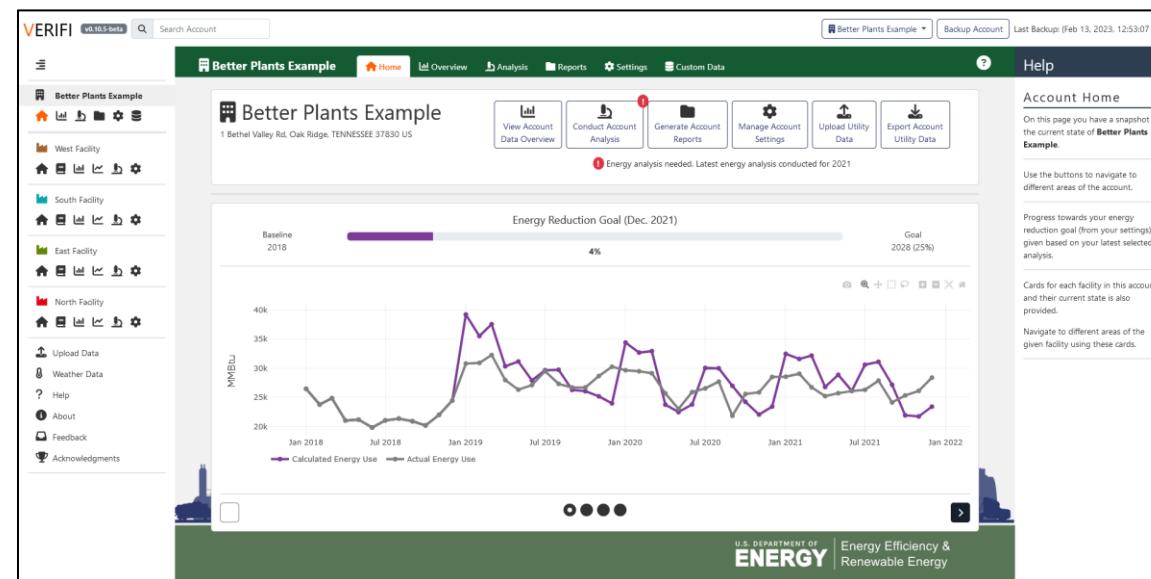 VERIFI v0.10.5-beta Search Account Better Plants Example Backup Account Last Backup: (Feb 13, 2023, 12:53:07
Better Plants Example Home Overview Analysis Reports Settings Custom Data ? Help
Better Plants Example
West Facility
South Facility
East Facility
North Facility
Upload Data
Weather Data
? Help
About
Feedback
Acknowledgments
Better Plants Example
1 Bethel Valley Rd, Oak Ridge, TENNESSEE 37830 US
View Account
Data Overview
Conduct Account
Analysis
Generate Account
Reports
Manage Account
Settings
Upload Utility
Data
Export Account
Utility Data
! Energy analysis needed. Latest energy analysis conducted for 2021
Energy Reduction Goal (Dec. 2021)
Baseline
2018
4%
Goal
2028 (25%)
MMBtu
40k
35k
30k
25k
20k
Jan 2018 Jul 2018 Jan 2019 Jul 2019 Jan 2020 Jul 2020 Jan 2021 Jul 2021 Jan 2022
Calculated Energy Use Actual Energy Use
U.S. DEPARTMENT OF
ENERGY
Energy Efficiency &
Renewable Energy
Account Home
On this page you have a snapshot
the current state of Better Plants
Example.
Use the buttons to navigate to
different areas of the account.
Progress towards your energy
reduction goal (from your settings)
given based on your latest selected
analysis.
Cards for each facility in this accou
and their current state is also
provided.
Navigate to different areas of the
given facility using these cards.